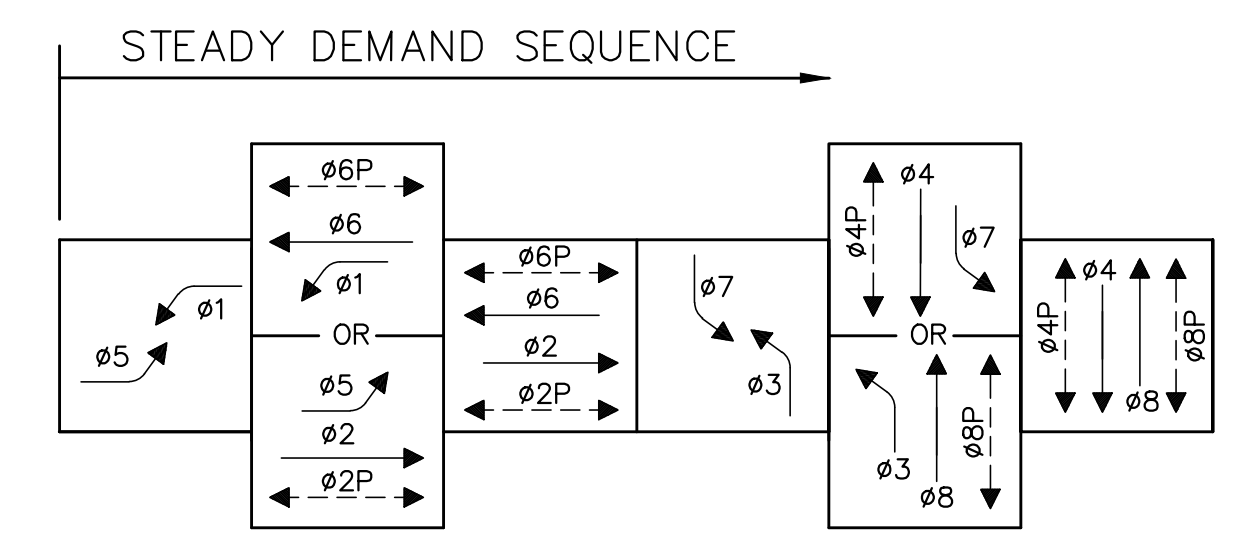 STEADY DEMAND SEQUENCE
ø1
ø5
ø6P
ø6
ø1
OR
ø5
ø2
ø2P
ø6P
ø6
ø2
ø2P
ø7
ø3
ø4P
ø4
ø7
OR
ø3
ø8
ø8P
ø4P
ø4
ø8
ø8P